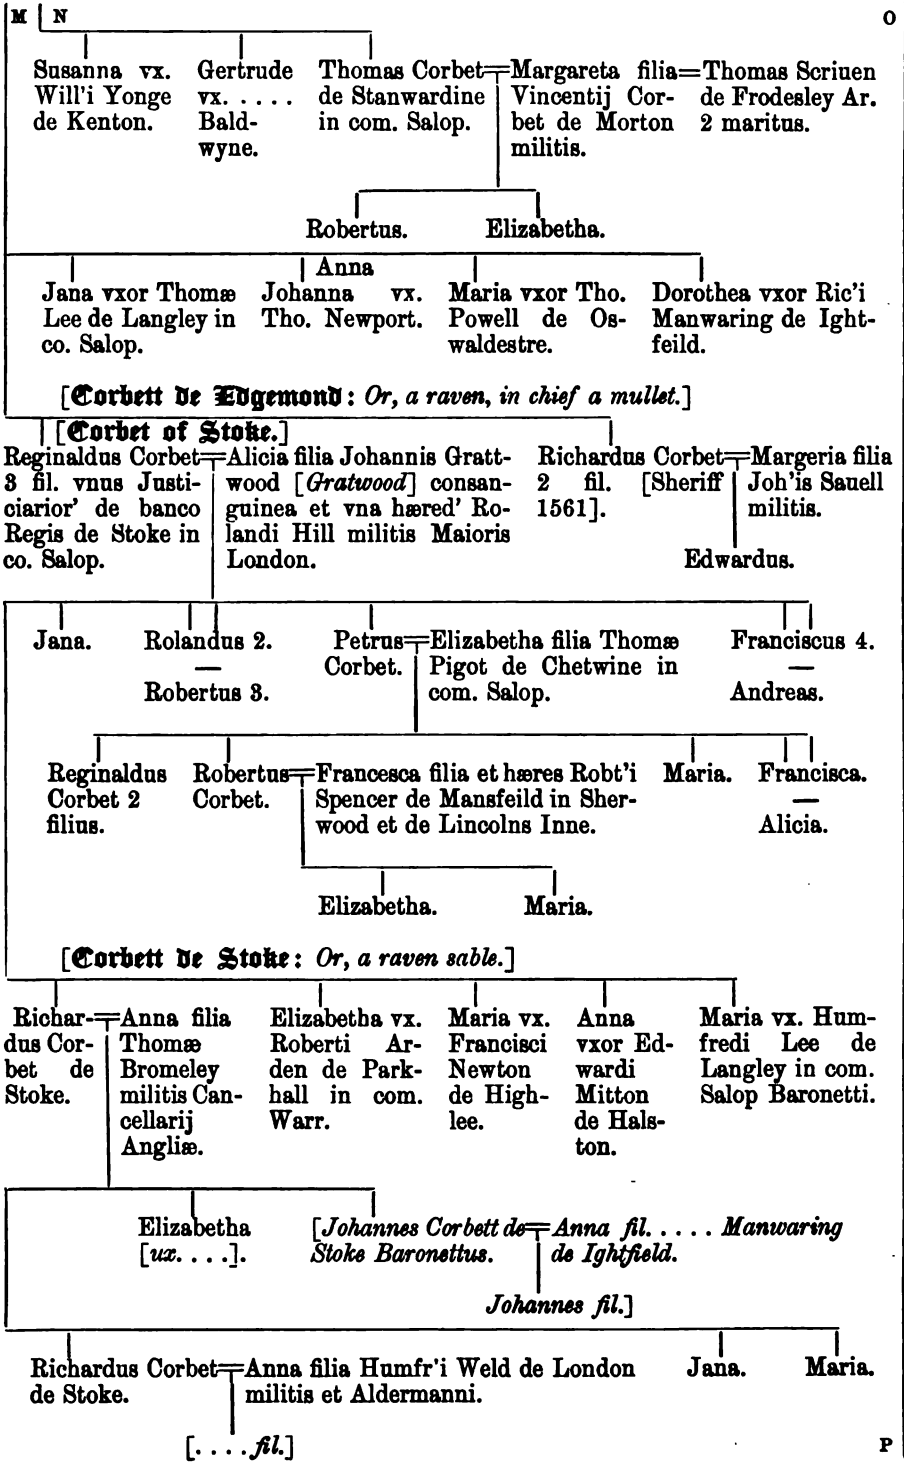 M N O
Susanna vx.
Will'i Yonge
de Kenton.
Gertrude
vx. . . . .
Bald-
wyne.
Thomas Corbet
de Stanwardine
in com. Salop.
Margareta filia
Vincentij Cor-
bet de Morton
militis.
Thomas Scriuen
de Frodesley Ar.
2 maritus.
Robertus.
Elizabetha.
Jana vxor Thomæ
Lee de Langley in
co. Salop.
Anna
Johanna vx.
Tho. Newport.
Maria vxor Tho.
Powell de Os-
waldestre.
Dorothea vxor Ric'i
Manwaring de Ight-
feild.
[Corbett de Edgemond: Or, a raven, in chief a mullet.]
[Corbet of Stoke.]
Reginaldus Corbet
3 fil. vnus Justi-
ciarior' de banco
Regis de Stoke in
co. Salop.
Alicia filia Johannis Gratt-
wood [Gratwood] consan-
guinea et vna hæred' Ro-
landi Hill militis Maioris
London.
Richardus Corbet
2 fil. [Sheriff
1561].
Margeria filia
Joh'is Sauell
militis.
Edwardus.
Jana.
Rolandus 2.
—
Robertus 3.
Petrus
Corbet.
Elizabetha filia Thomæ
Pigot de Chetwine in
com. Salop.
Franciscus 4.
—
Andreas.
Reginaldus
Corbet 2
filius.
Robertus
Corbet.
Francesca filia et hæres Robt'i
Spencer de Mansfeild in Sher-
wood et de Lincolns Inne.
Maria.
Francisca.
—
Alicia.
Elizabetha.
Maria.
[Corbett de Stoke: Or, a raven sable.]
Richar-
dus Cor-
bet de
Stoke.
Anna filia
Thomæ
Bromeley
militis Can-
cellarij
Angliæ.
Elizabetha vx.
Roberti Ar-
den de Park-
hall in com.
Warr.
Maria vx.
Francisci
Newton
de High-
lee.
Anna
vxor Ed-
wardi
Mitton
de Hals-
ton.
Maria vx. Hum-
fredi Lee de
Langley in com.
Salop Baronetti.
Elizabetha
[ux. . . .].
[Johannes Corbett de
Stoke Baronettus.
Anna fil. . . . . Manwaring
de Ightfield.
Johannes fil.]
Richardus Corbet
de Stoke.
Anna filia Humfr'i Weld de London
militis et Aldermanni.
Jana.
Maria.
[. . . . fil.]
P